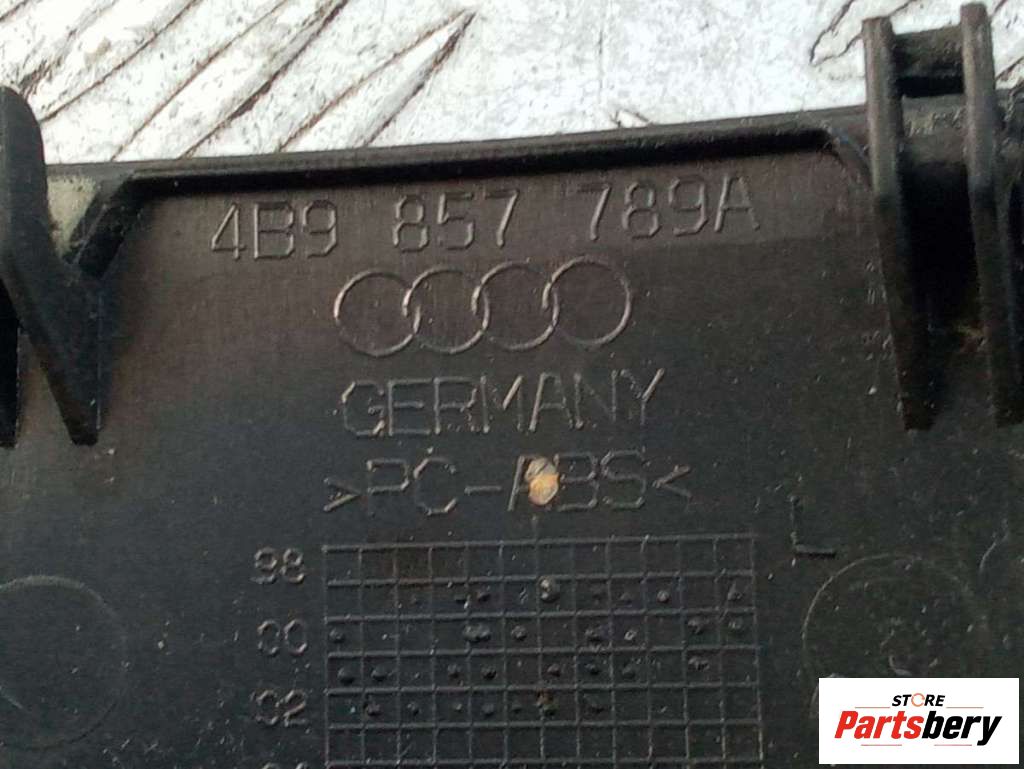 4B9 857 789A
GERMANY
>PC-ABS<
98
L
00
02
STORE
Partsbery